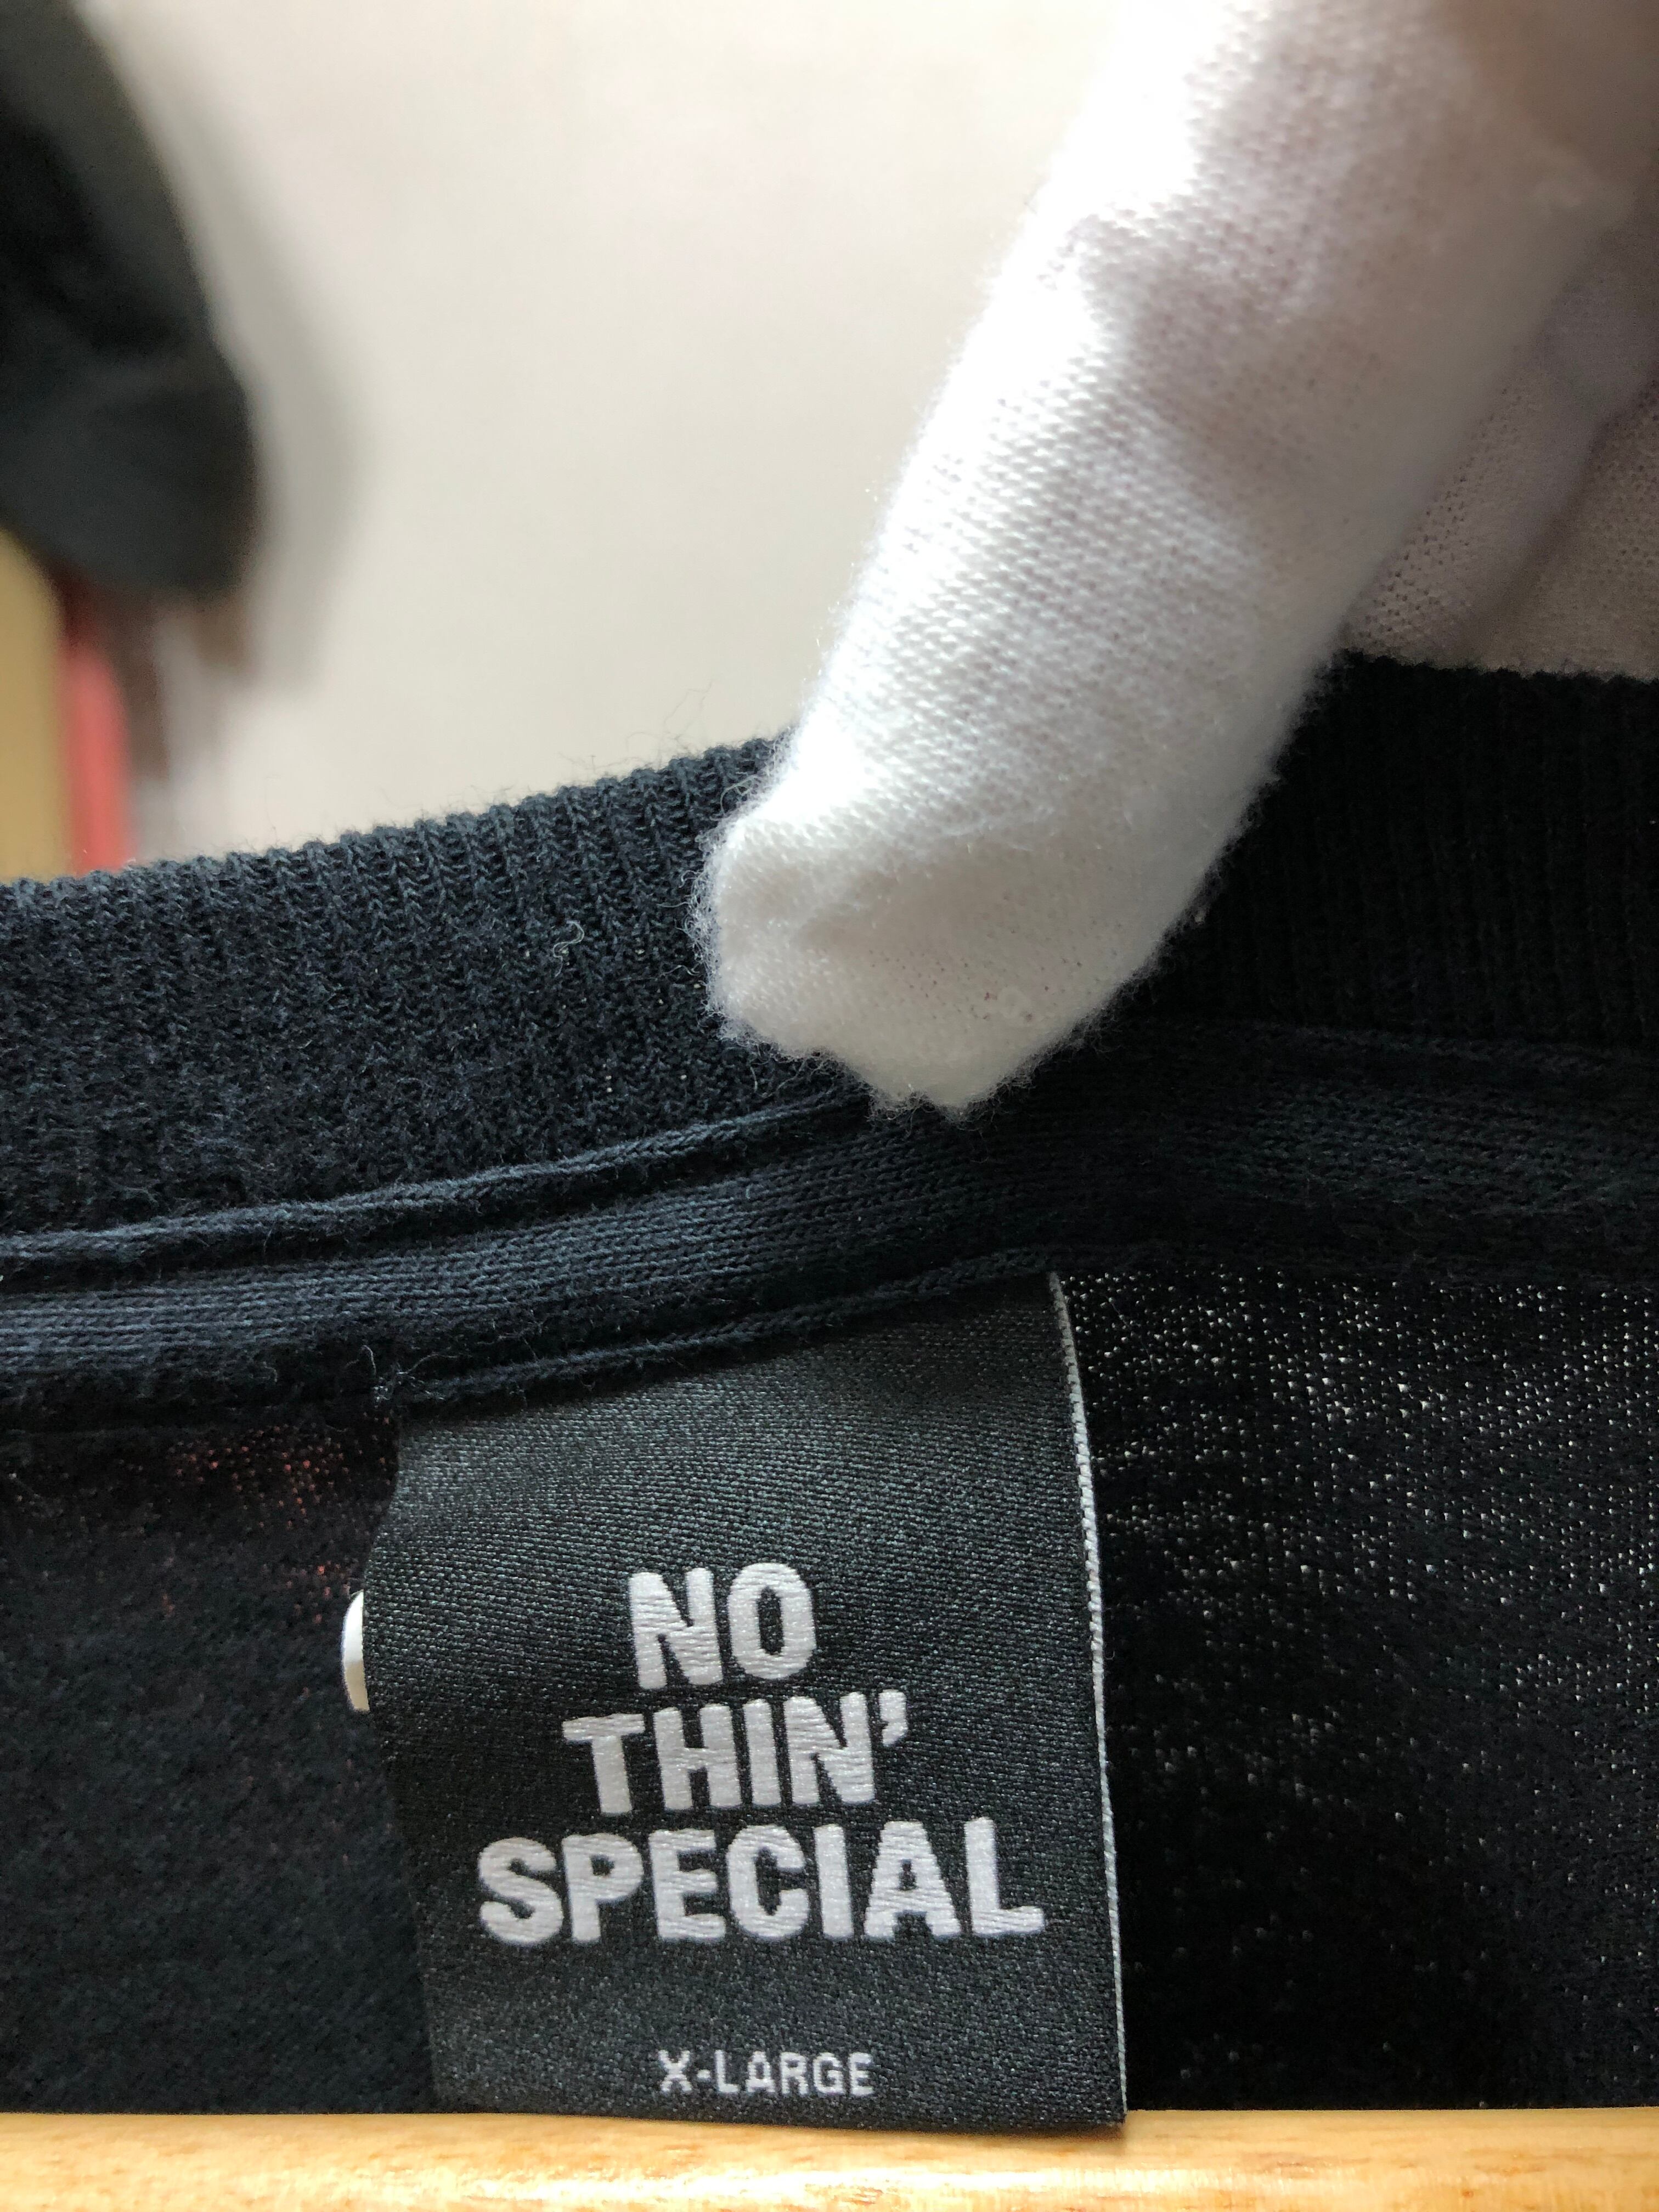 NO
THIN'
SPECIAL
X-LARGE